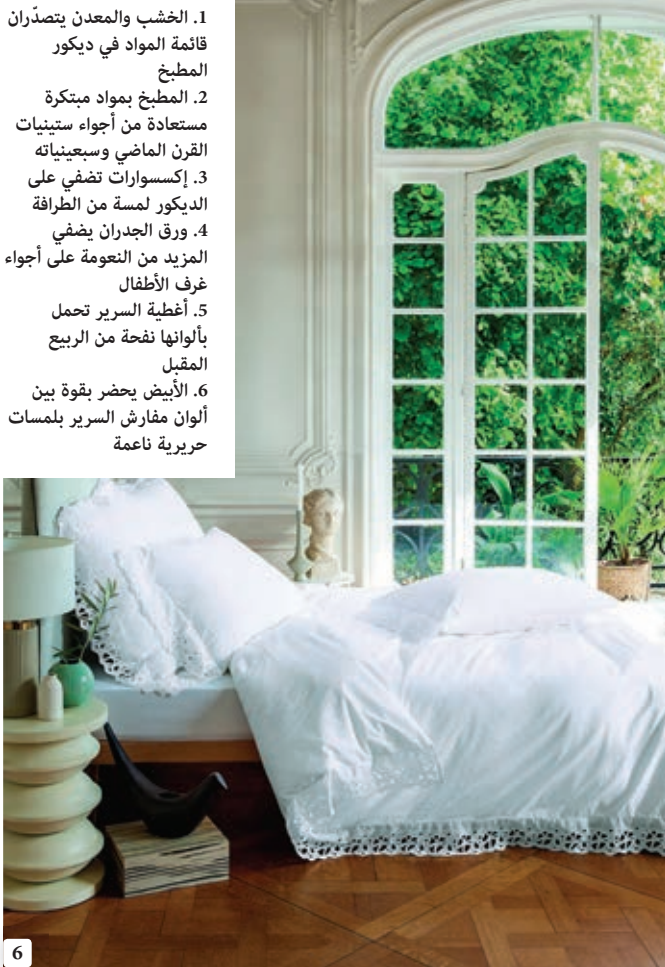 1. الخشب والمعدن يتصدّران
قائمة المواد في ديكور
المطبخ
2. المطبخ بمواد مبتكرة
مستعادة من أجواء ستينيات
القرن الماضي وسبعينياته
3. إكسسوارات تضفي على
الديكور لمسة من الطرافة
4. ورق الجدران يضفي
المزيد من النعومة على أجواء
غرف الأطفال
5. أغطية السرير تحمل
بألوانها نفحة من الربيع
المقبل
6. الأبيض يحضر بقوة بين
ألوان مفارش السرير بلمسات
حريرية ناعمة
6